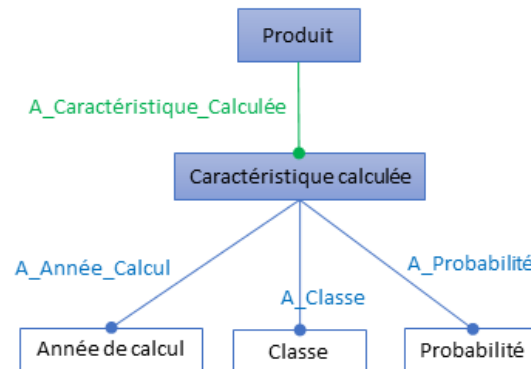 Produit
A_Caractéristique_Calculée
Caractéristique calculée
A_Année_Calcul
A_Classe
A_Probabilité
Année de calcul
Classe
Probabilité